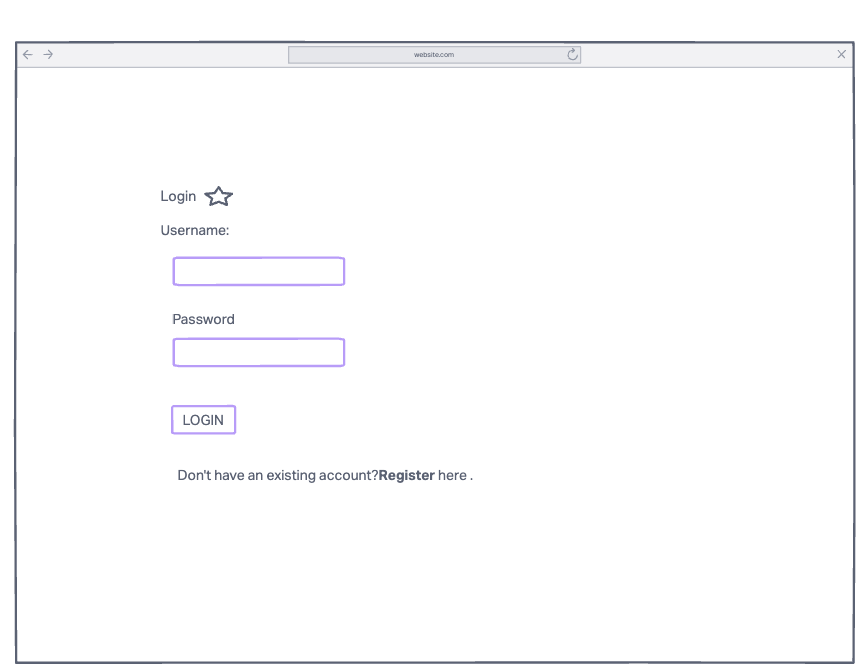 website.com
Login
Username:
Password
LOGIN
Don't have an existing account?Register here .